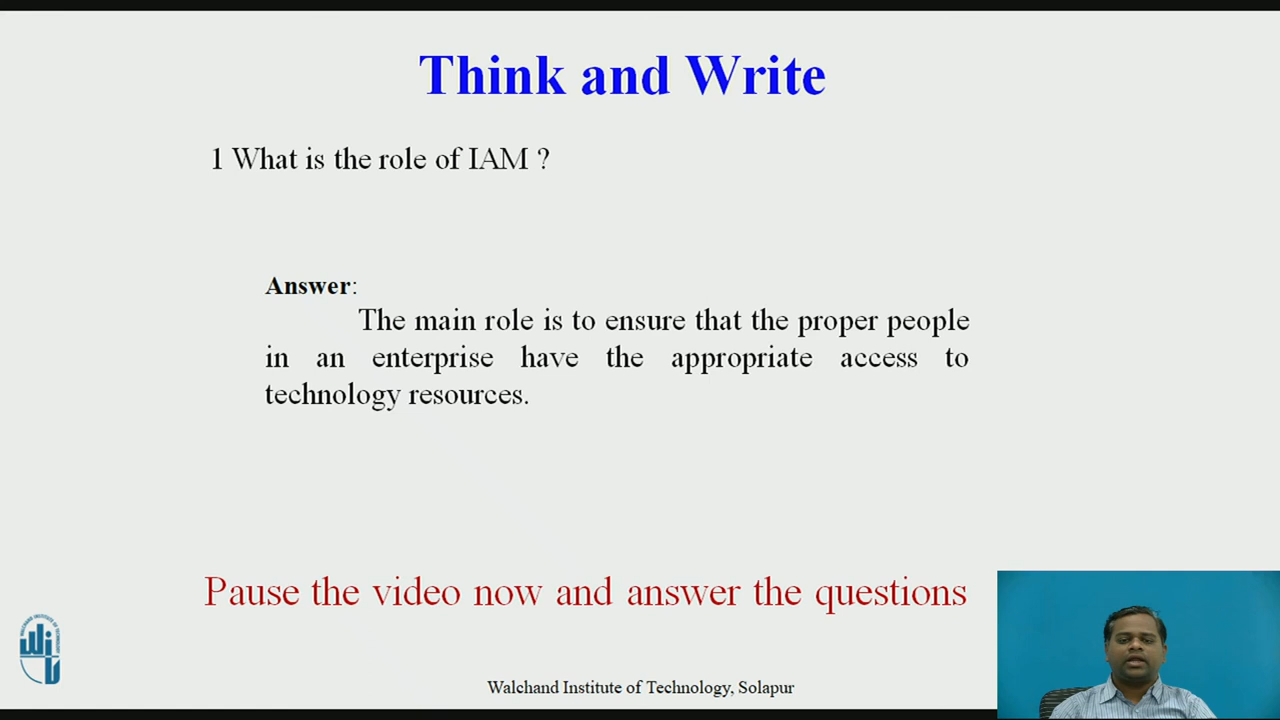 Think and Write
1 What is the role of IAM ?
Answer:
The main role is to ensure that the proper people
in an enterprise have the appropriate access to
technology resources.
Pause the video now and answer the questions
Walchand Institute of Technology, Solapur